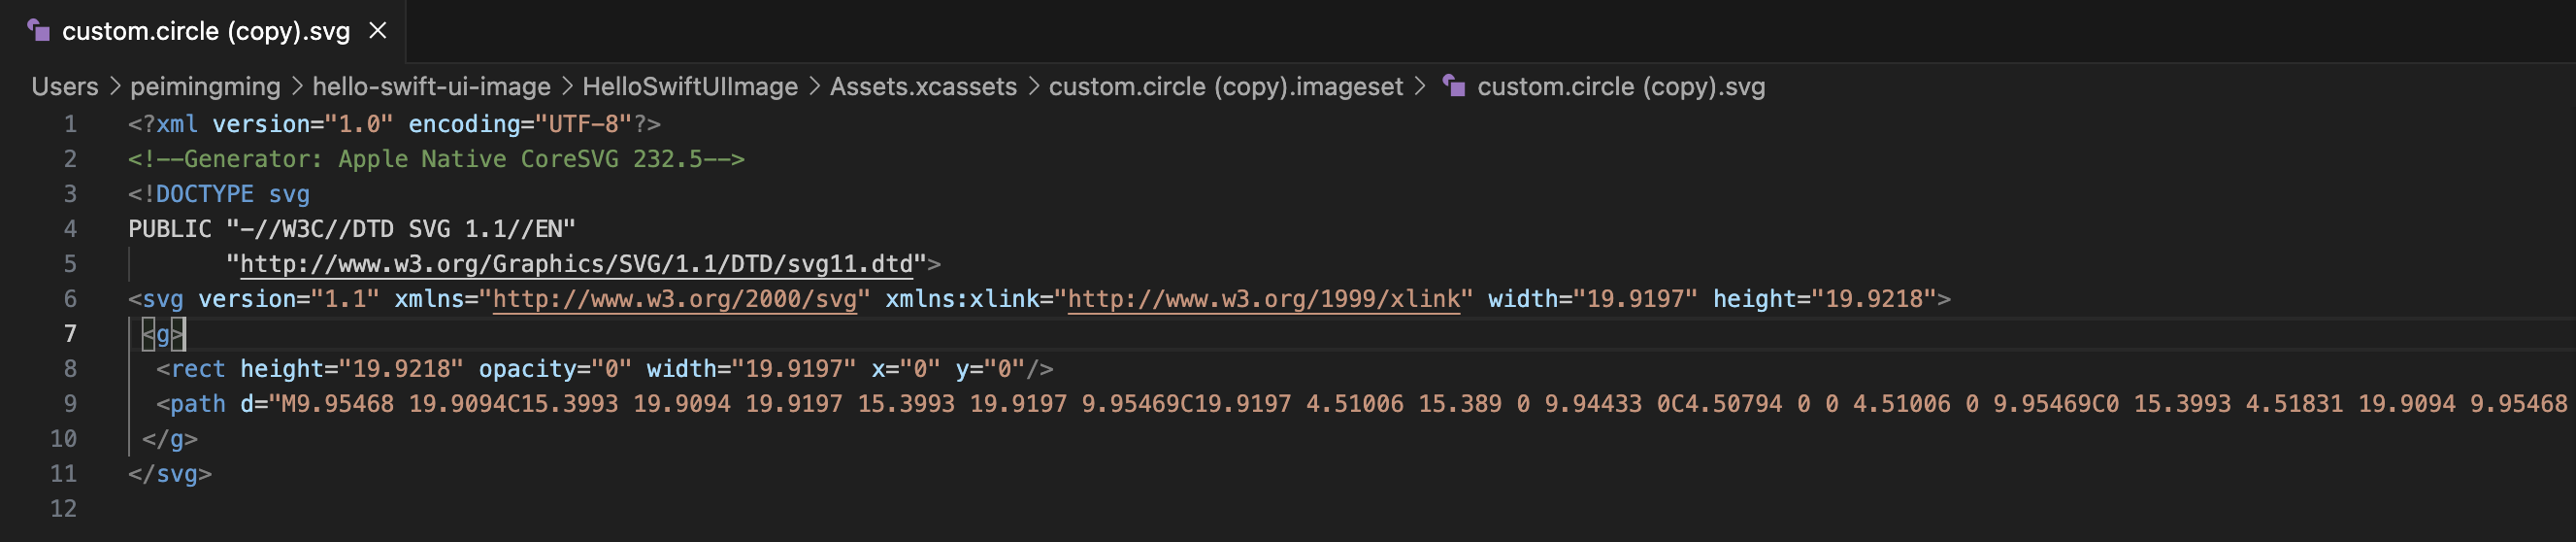 custom.circle (copy).svg
Users > peimingming > hello-swift-ui-image > HelloSwiftUIImage > Assets.xcassets > custom.circle (copy).imageset > custom.circle (copy).svg
1 <?xml version="1.0" encoding="UTF-8"?>
2 <!--Generator: Apple Native CoreSVG 232.5-->
3 <!DOCTYPE svg
4 PUBLIC "-//W3C//DTD SVG 1.1//EN"
5        "http://www.w3.org/Graphics/SVG/1.1/DTD/svg11.dtd">
6 <svg version="1.1" xmlns="http://www.w3.org/2000/svg" xmlns:xlink="http://www.w3.org/1999/xlink" width="19.9197" height="19.9218">
7  <g>
8   <rect height="19.9218" opacity="0" width="19.9197" x="0" y="0"/>
9   <path d="M9.95468 19.9094C15.3993 19.9094 19.9197 15.3993 19.9197 9.95469C19.9197 4.51006 15.389 0 9.94433 0C4.50794 0 0 4.51006 0 9.95469C0 15.3993 4.51831 19.9094 9.95468
10  </g>
11 </svg>
12